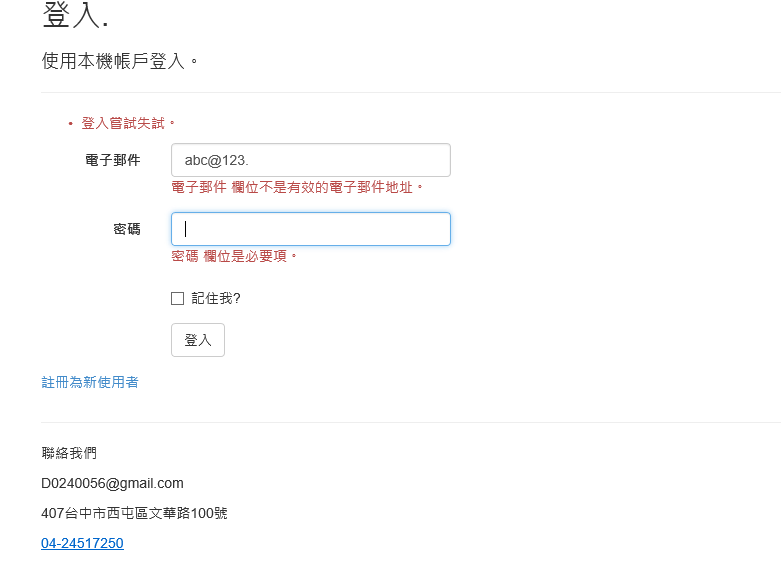 登入.
使用本機帳戶登入。
• 登入嘗試失試。
電子郵件 abc@123.
電子郵件 欄位不是有效的電子郵件地址。
密碼
密碼 欄位是必要項。
記住我?
登入
註冊為新使用者
聯絡我們
D0240056@gmail.com
407台中市西屯區文華路100號
04-24517250